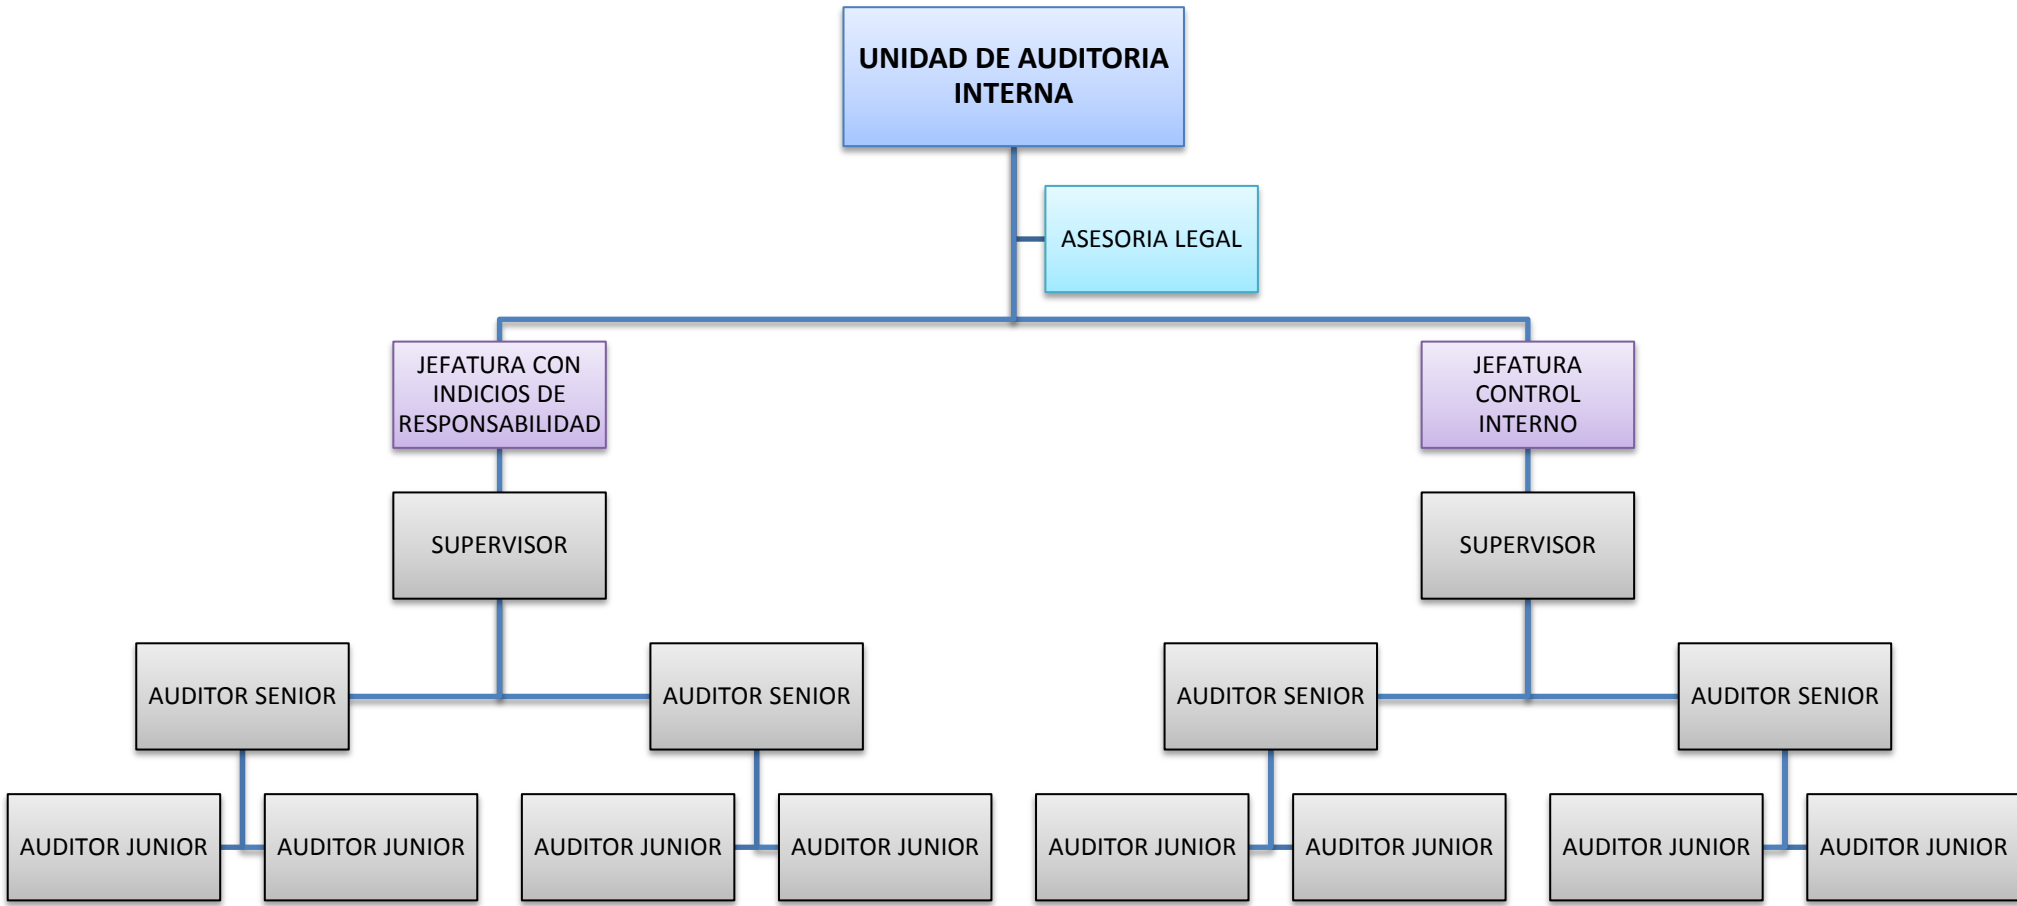 UNIDAD DE AUDITORIA
INTERNA
ASESORIA LEGAL
JEFATURA CON
INDICIOS DE
RESPONSABILIDAD
JEFATURA
CONTROL
INTERNO
SUPERVISOR
SUPERVISOR
AUDITOR SENIOR
AUDITOR SENIOR
AUDITOR SENIOR
AUDITOR SENIOR
AUDITOR JUNIOR
AUDITOR JUNIOR
AUDITOR JUNIOR
AUDITOR JUNIOR
AUDITOR JUNIOR
AUDITOR JUNIOR
AUDITOR JUNIOR
AUDITOR JUNIOR